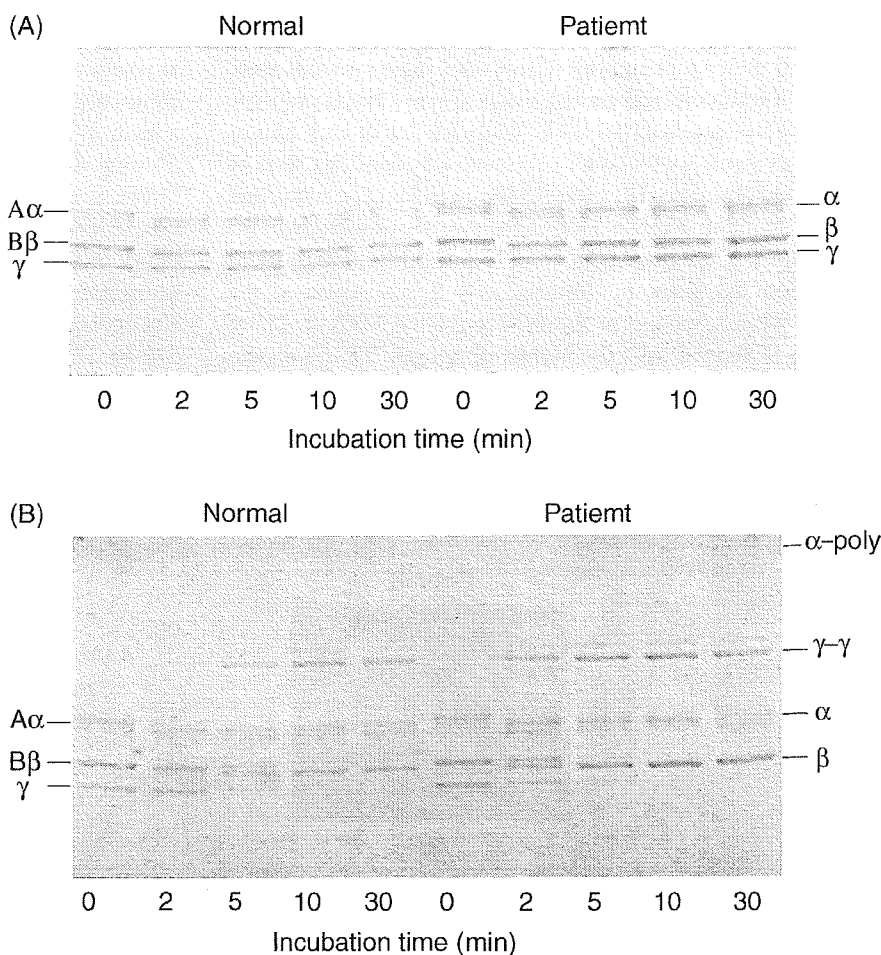 (A)
Normal Patiemt
Aα
Bβ
γ
α
β
γ
0 2 5 10 30 0 2 5 10 30
Incubation time (min)
(B)
Normal Patiemt
α-poly
γ-γ
Aα
Bβ
γ
α
β
0 2 5 10 30 0 2 5 10 30
Incubation time (min)